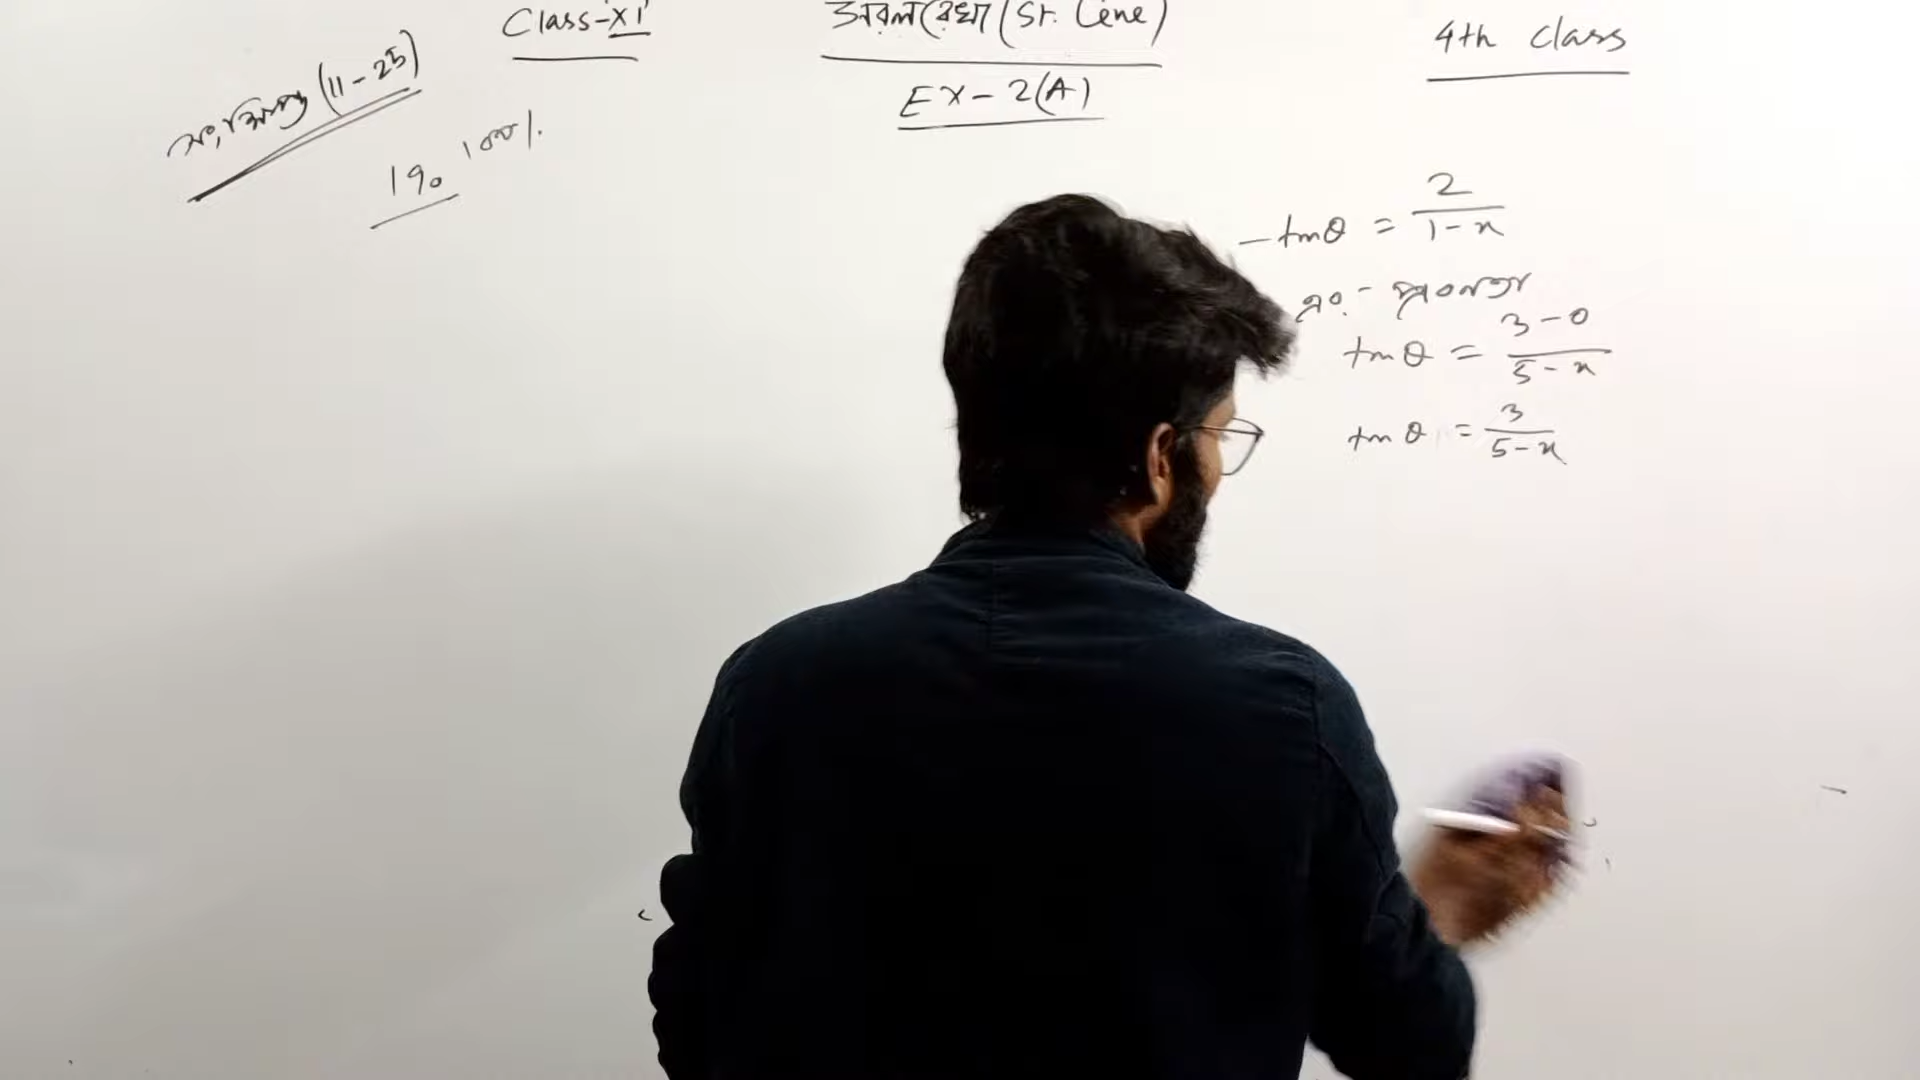 Class-XI
সরলরেখা (St. Line)
4th class
EX-2(A)
(11-25)
190 100%
-tanθ = 2/(1-x)
tanθ = (3-0)/(5-x)
tanθ = 3/(5-x)